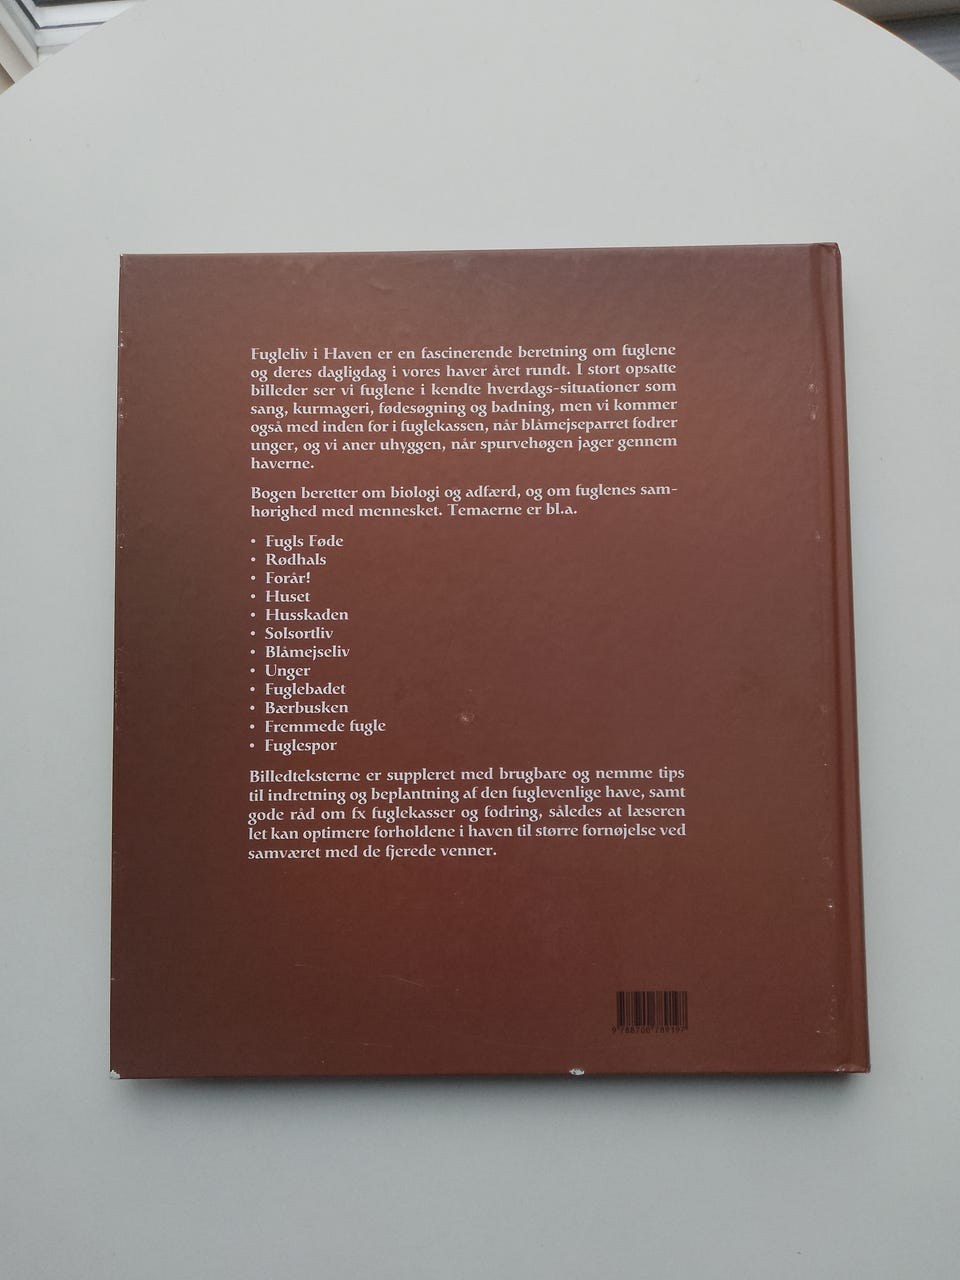 Fugleliv i Haven er en fascinerende beretning om fuglene
og deres dagligdag i vores haver året rundt. I stort opsatte
billeder ser vi fuglene i kendte hverdags-situationer som
sang, kurmageri, fødesøgning og badning, men vi kommer
også med inden for i fuglekassen, når blåmejseparret fodrer
unger, og vi aner uhyggen, når spurvehøgen jager gennem
haverne.
Bogen beretter om biologi og adfærd, og om fuglenes sam-
hørighed med mennesket. Temaerne er bl.a.
• Fugls Føde
• Rødhals
• Forår!
• Huset
• Husskaden
• Solsortliv
• Blåmejseliv
• Unger
• Fuglebadet
• Bærbusken
• Fremmede fugle
• Fuglespor
Billedteksterne er suppleret med brugbare og nemme tips
til indretning og beplantning af den fuglevenlige have, samt
gode råd om fx fuglekasser og fodring, således at læseren
let kan optimere forholdene i haven til større fornøjelse ved
samværet med de fjerede venner.
9 788700 789197